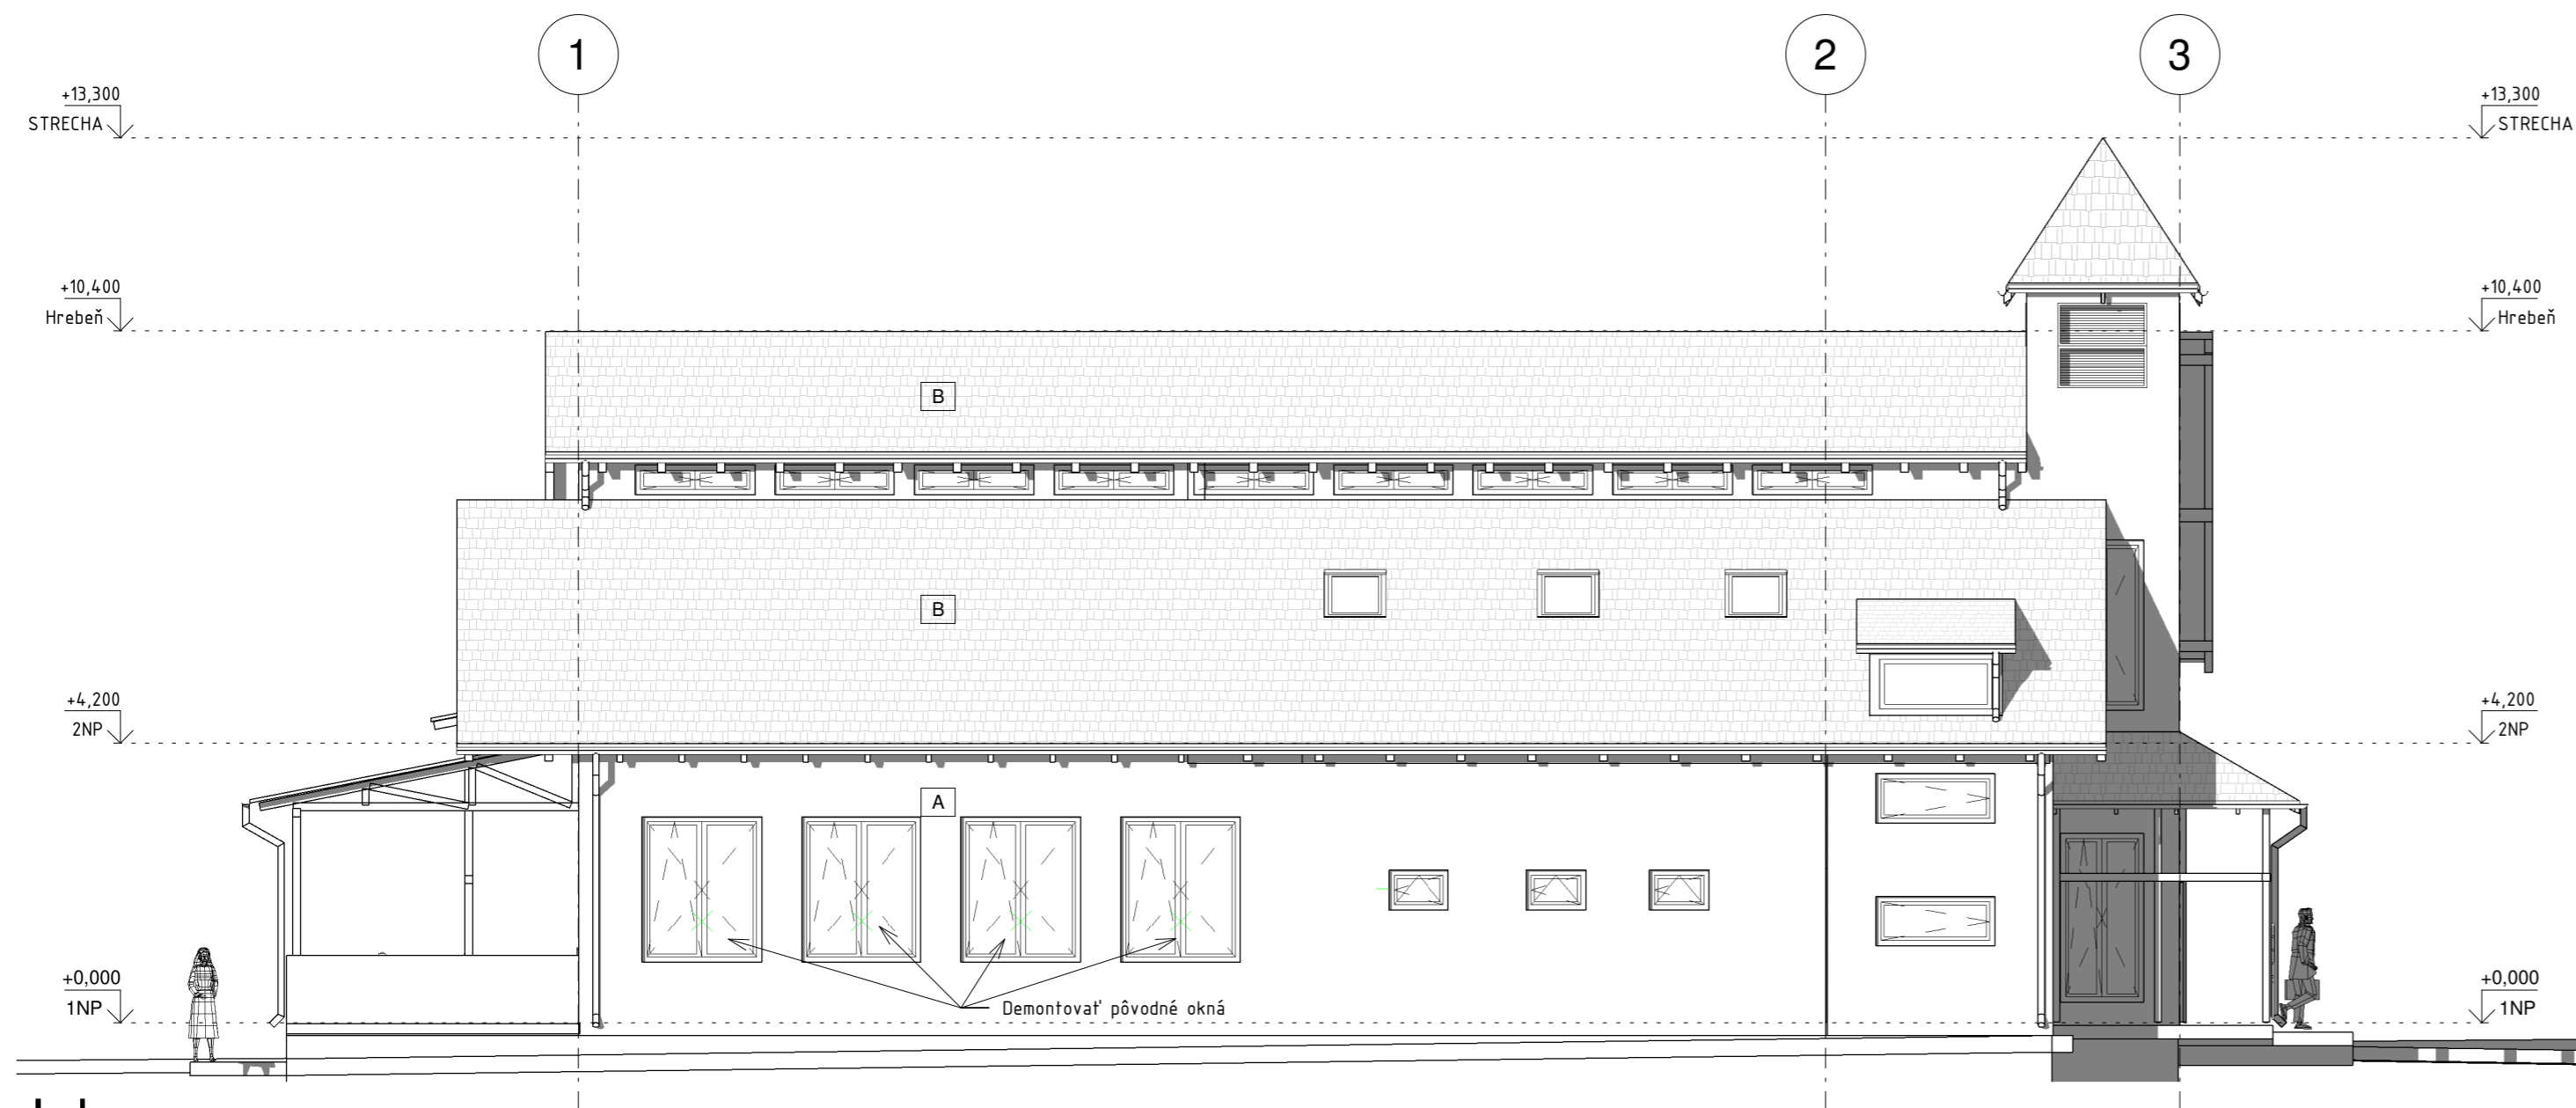 1
2
3
+13,300
STRECHA
+13,300
STRECHA
+10,400
Hrebeň
+10,400
Hrebeň
B
B
+4,200
2NP
+4,200
2NP
A
+0,000
1NP
Demontovať pôvodné okná
+0,000
1NP